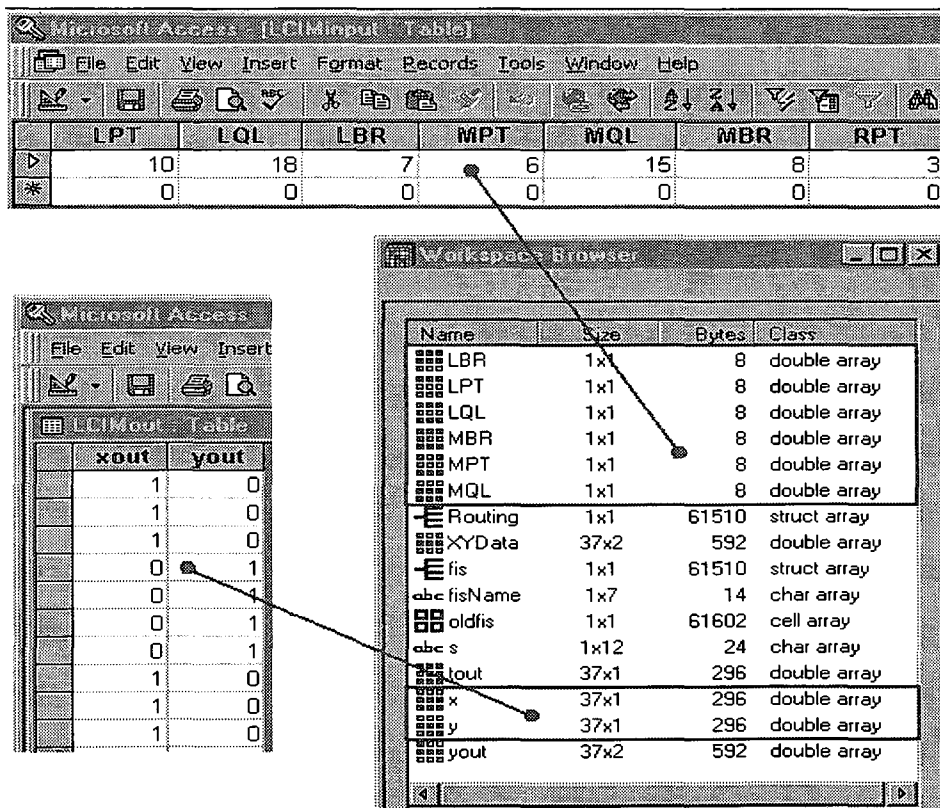 Microsoft Access - [LCIMinput : Table]
File Edit View Insert Format Records Tools Window Help
LPT LQL LBR MPT MQL MBR RPT
10 18 7 6 15 8 3
0 0 0 0 0 0 0
Workspace Browser
Name Size Bytes Class
LBR 1x1 8 double array
LPT 1x1 8 double array
LQL 1x1 8 double array
MBR 1x1 8 double array
MPT 1x1 8 double array
MQL 1x1 8 double array
Routing 1x1 61510 struct array
XYData 37x2 592 double array
fis 1x1 61510 struct array
abc fisName 1x7 14 char array
oldfis 1x1 61602 cell array
abc s 1x12 24 char array
tout 37x1 296 double array
x 37x1 296 double array
y 37x1 296 double array
yout 37x2 592 double array
Microsoft Access
File Edit View Insert
LCIMout : Table
xout yout
1 0
1 0
1 0
0 1
0 1
0 1
0 1
1 0
1 0
1 0